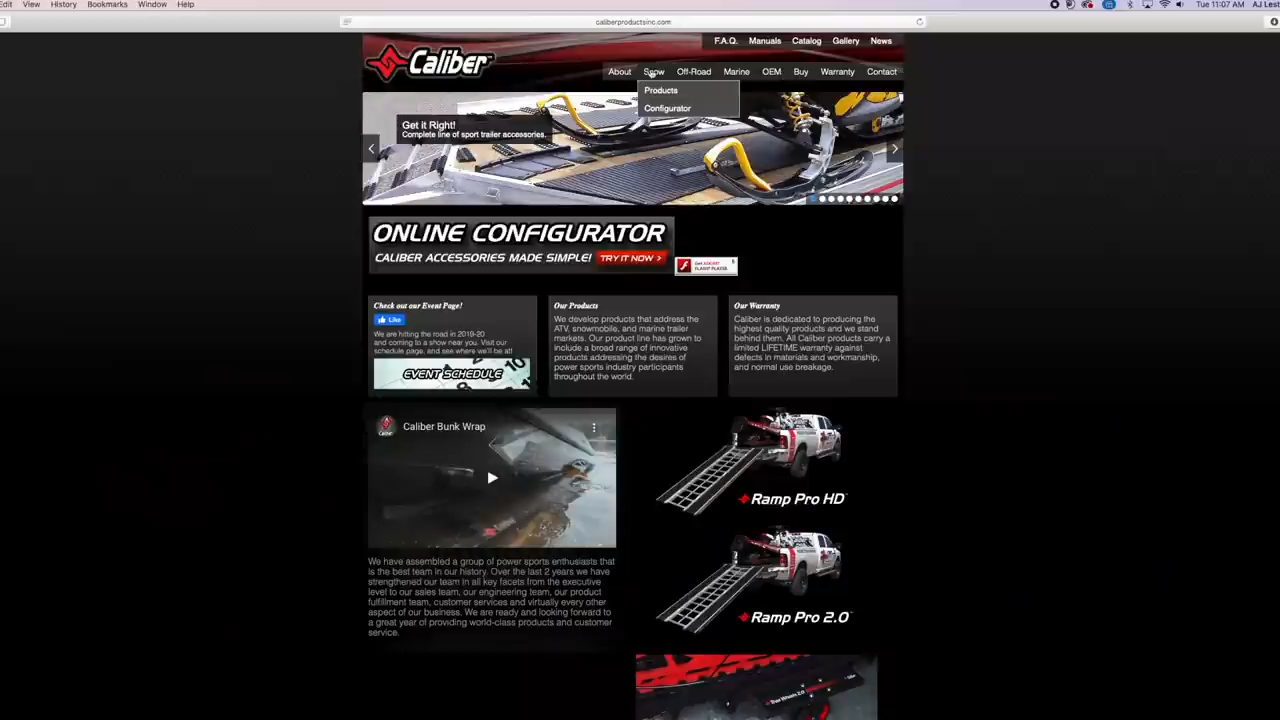 Edit View History Bookmarks Window Help
Tue 11:07 AM AJ Lest
caliberproductsinc.com
F.A.Q. Manuals Catalog Gallery News
Caliber
About Snow Off-Road Marine OEM Buy Warranty Contact
Products
Configurator
Get it Right!
Complete line of sport trailer accessories.
ONLINE CONFIGURATOR
CALIBER ACCESSORIES MADE SIMPLE! TRY IT NOW >
Get ADOBE
FLASH PLAYER
Check out our Event Page!
Like
We are hitting the road in 2019-20
and coming to a show near you. Visit our
schedule page, and see where we'll be at!
EVENT SCHEDULE
Our Products
We develop products that address the
ATV, snowmobile, and marine trailer
markets. Our product line has grown to
include a broad range of innovative
products addressing the desires of
power sports industry participants
throughout the world.
Our Warranty
Caliber is dedicated to producing the
highest quality products and we stand
behind them. All Caliber products carry a
limited LIFETIME warranty against
defects in materials and workmanship,
and normal use breakage.
Caliber Bunk Wrap
Ramp Pro HD
Ramp Pro 2.0
We have assembled a group of power sports enthusiasts that
is the best team in our history. Over the last 2 years we have
strengthened our team in all key facets from the executive
level to our sales team, our engineering team, our product
fulfillment team, customer services and virtually every other
aspect of our business. We are ready and looking forward to
a great year of providing world-class products and customer
service.